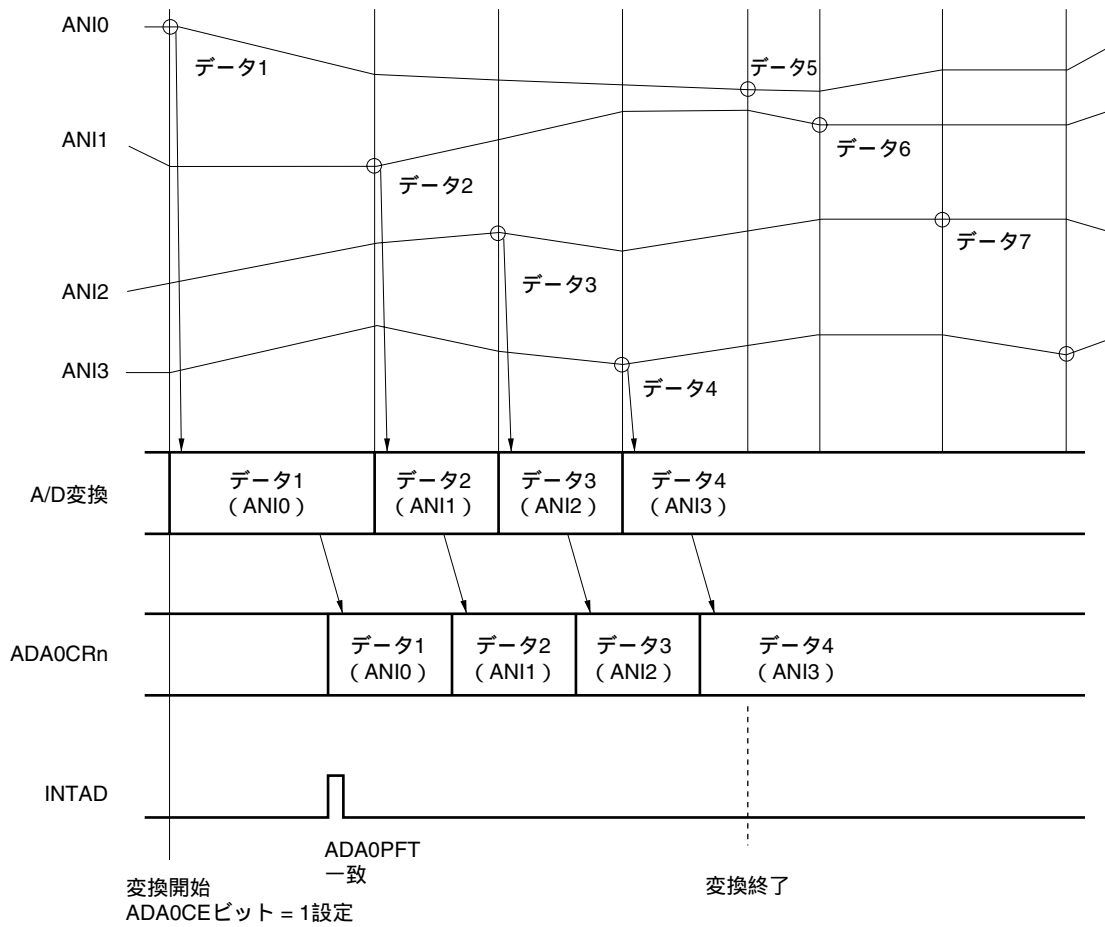 ANI0
データ1
データ5
ANI1
データ6
データ2
データ7
ANI2
データ3
ANI3
データ4
A/D変換
データ1
（ANI0）
データ2
（ANI1）
データ3
（ANI2）
データ4
（ANI3）
ADA0CRn
データ1
（ANI0）
データ2
（ANI1）
データ3
（ANI2）
データ4
（ANI3）
INTAD
ADA0PFT
一致
変換開始
ADA0CEビット = 1設定
変換終了